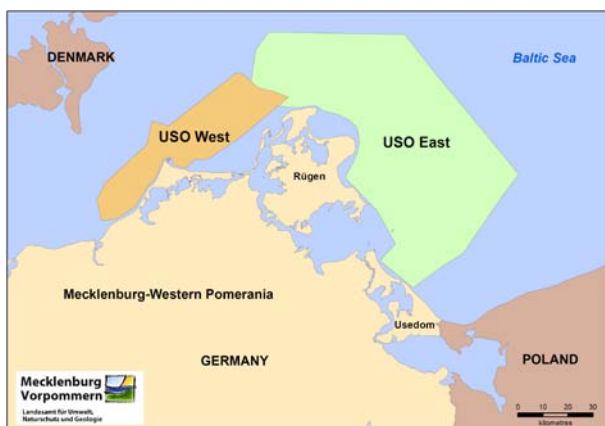 DENMARK
Baltic Sea
USO West
USO East
Rügen
Mecklenburg-Western Pomerania
Usedom
GERMANY
POLAND
Mecklenburg
Vorpommern
Landesamt für Umwelt,
Naturschutz und Geologie
0 10 20 30
kilometres